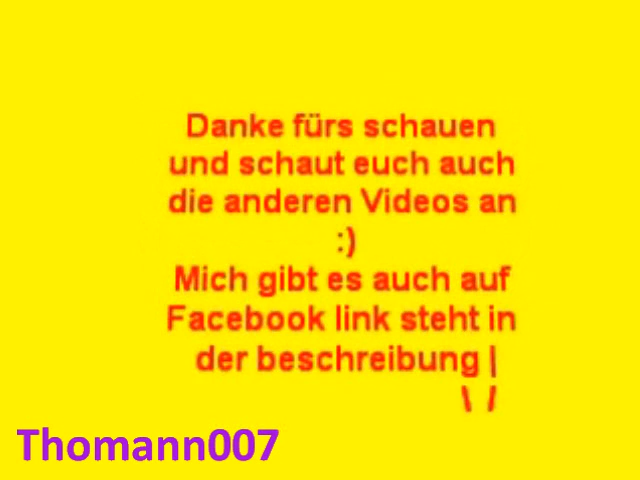 Danke fürs schauen
und schaut euch auch
die anderen Videos an
:)
Mich gibt es auch auf
Facebook link steht in
der beschreibung |
\ /
Thomann007